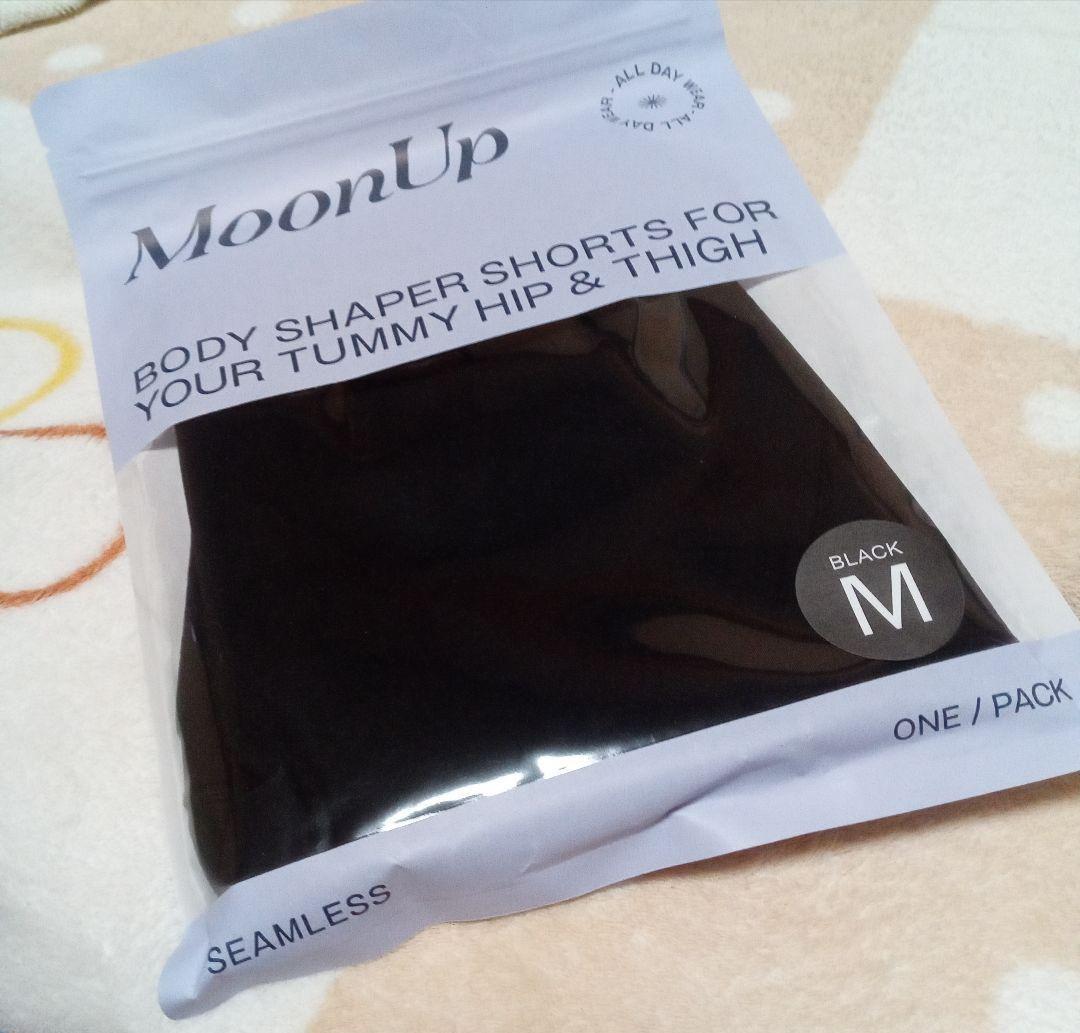 - ALL DAY WEAR - ALL DAY WEAR
MoonUp
BODY SHAPER SHORTS FOR
YOUR TUMMY HIP & THIGH
BLACK
M
ONE / PACK
SEAMLESS